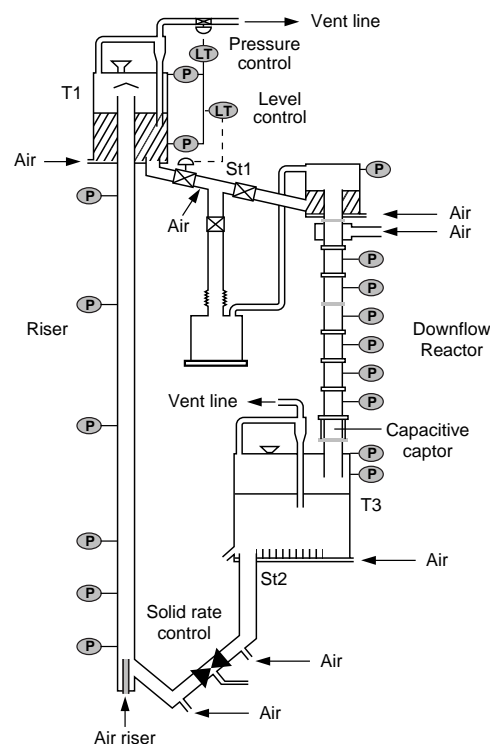 Vent line
Pressure
control
LT
P
T1
Level
control
LT
P
Air
St1
P
P
Air
Air
Air
P
P
P
Riser
P
Downflow
Reactor
P
P
Vent line
P
Capacitive
captor
P
P
T3
P
Air
St2
P
Solid rate
control
P
Air
Air
Air riser